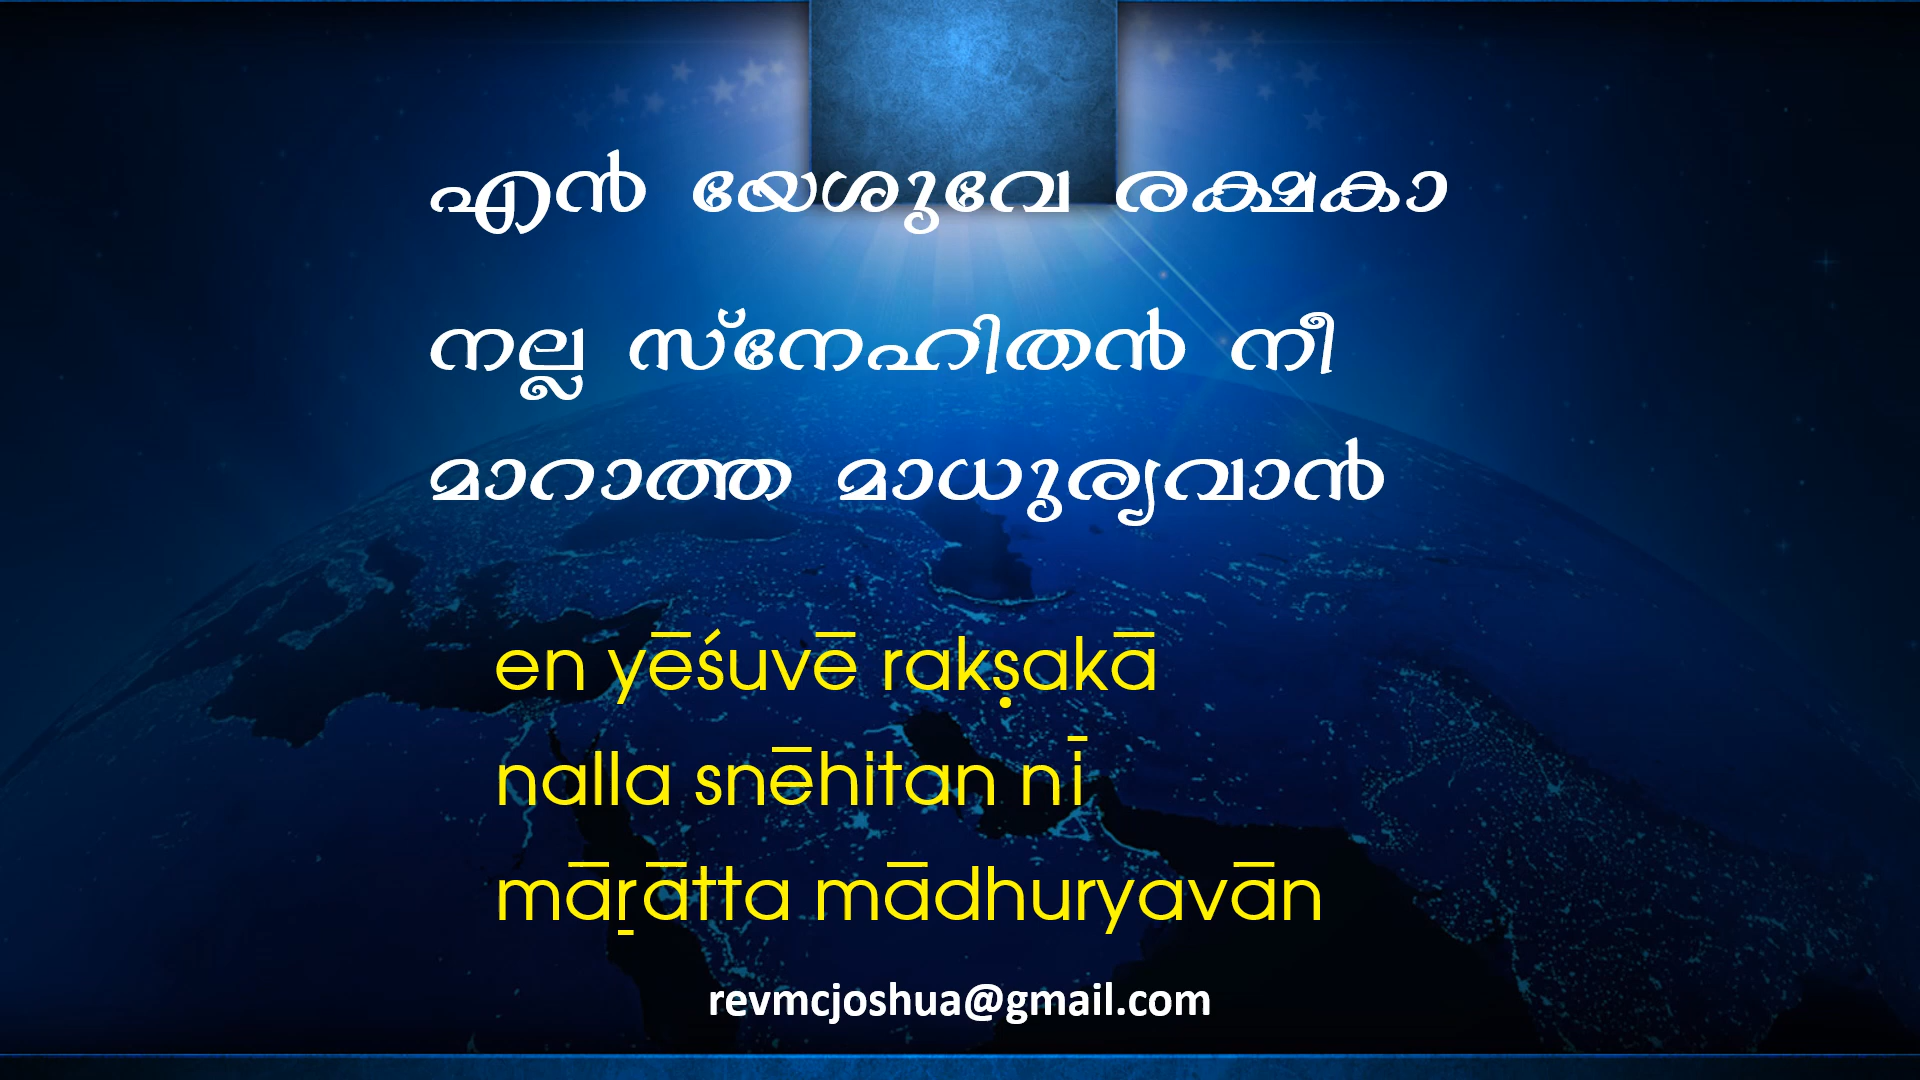 എൻ യേശുവേ രക്ഷകാ
നല്ല സ്നേഹിതൻ നീ
മാറാത്ത മാധുര്യവാൻ
en yēśuvē rakṣakā
nalla snēhitan nī
māṟātta mādhuryavān
revmcjoshua@gmail.com